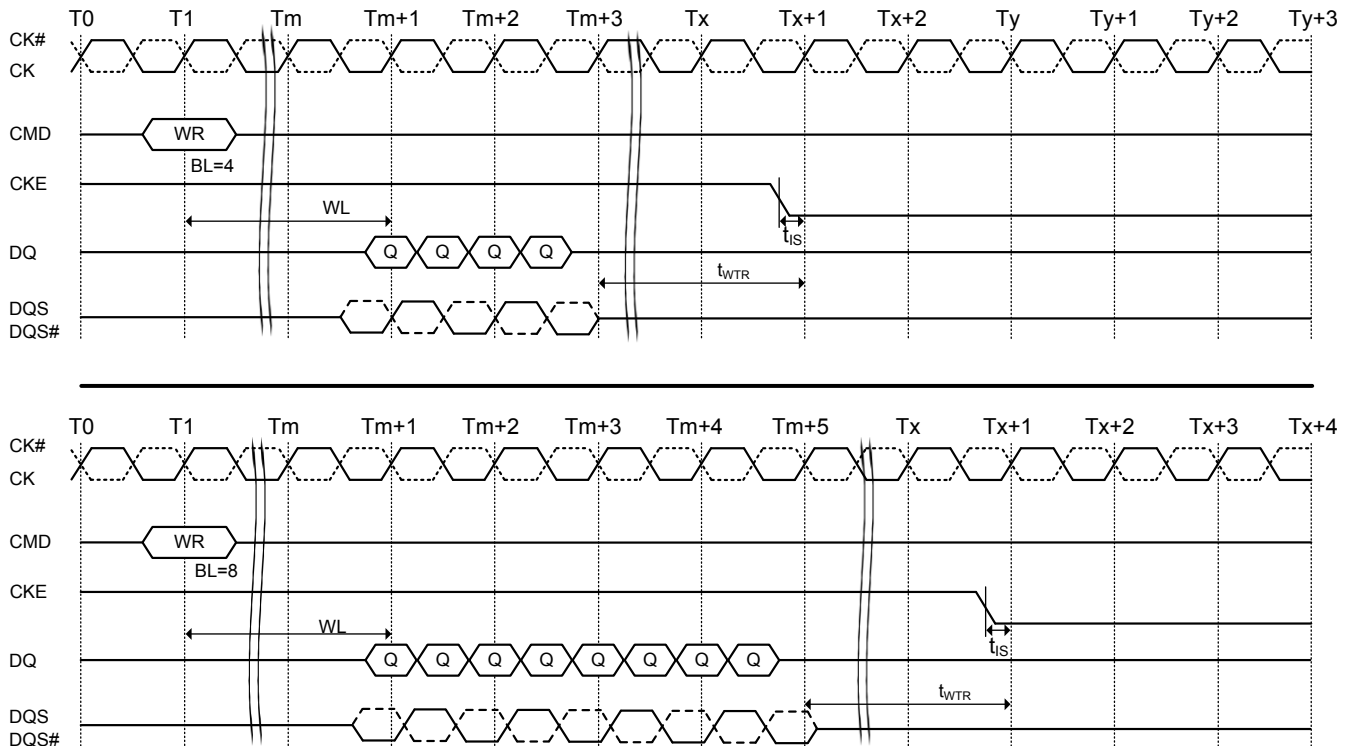 T0 T1 Tm Tm+1 Tm+2 Tm+3 Tx Tx+1 Tx+2 Ty Ty+1 Ty+2 Ty+3
CK#
CK
CMD WR
BL=4
CKE
WL
tIS
DQ Q Q Q Q
tWTR
DQS
DQS#
T0 T1 Tm Tm+1 Tm+2 Tm+3 Tm+4 Tm+5 Tx Tx+1 Tx+2 Tx+3 Tx+4
CK#
CK
CMD WR
BL=8
CKE
WL
tIS
DQ Q Q Q Q Q Q Q Q
tWTR
DQS
DQS#